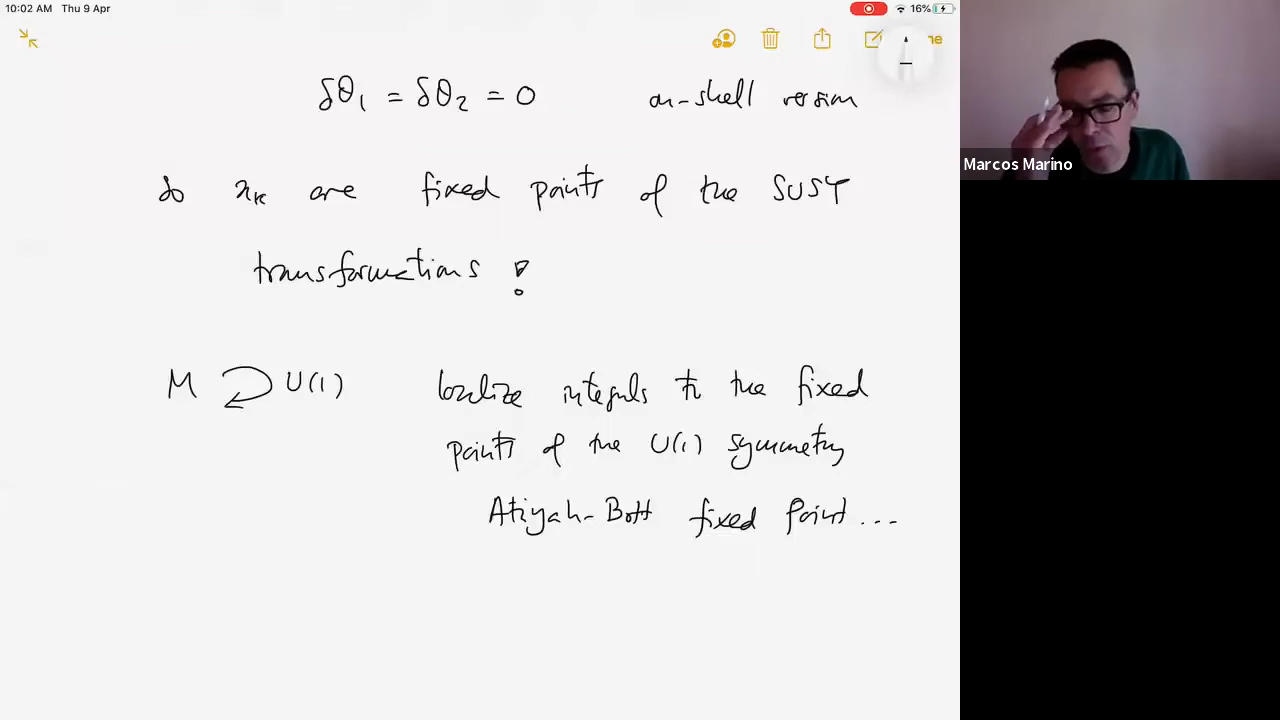 10:02 AM Thu 9 Apr
16%
δθ₁ = δθ₂ = 0 on-shell version
Marcos Marino
so xₖ are fixed points of the SUSY
transformations !
M U(1) localize integrals to the fixed
points of the U(1) symmetry
Atiyah-Bott fixed point ...